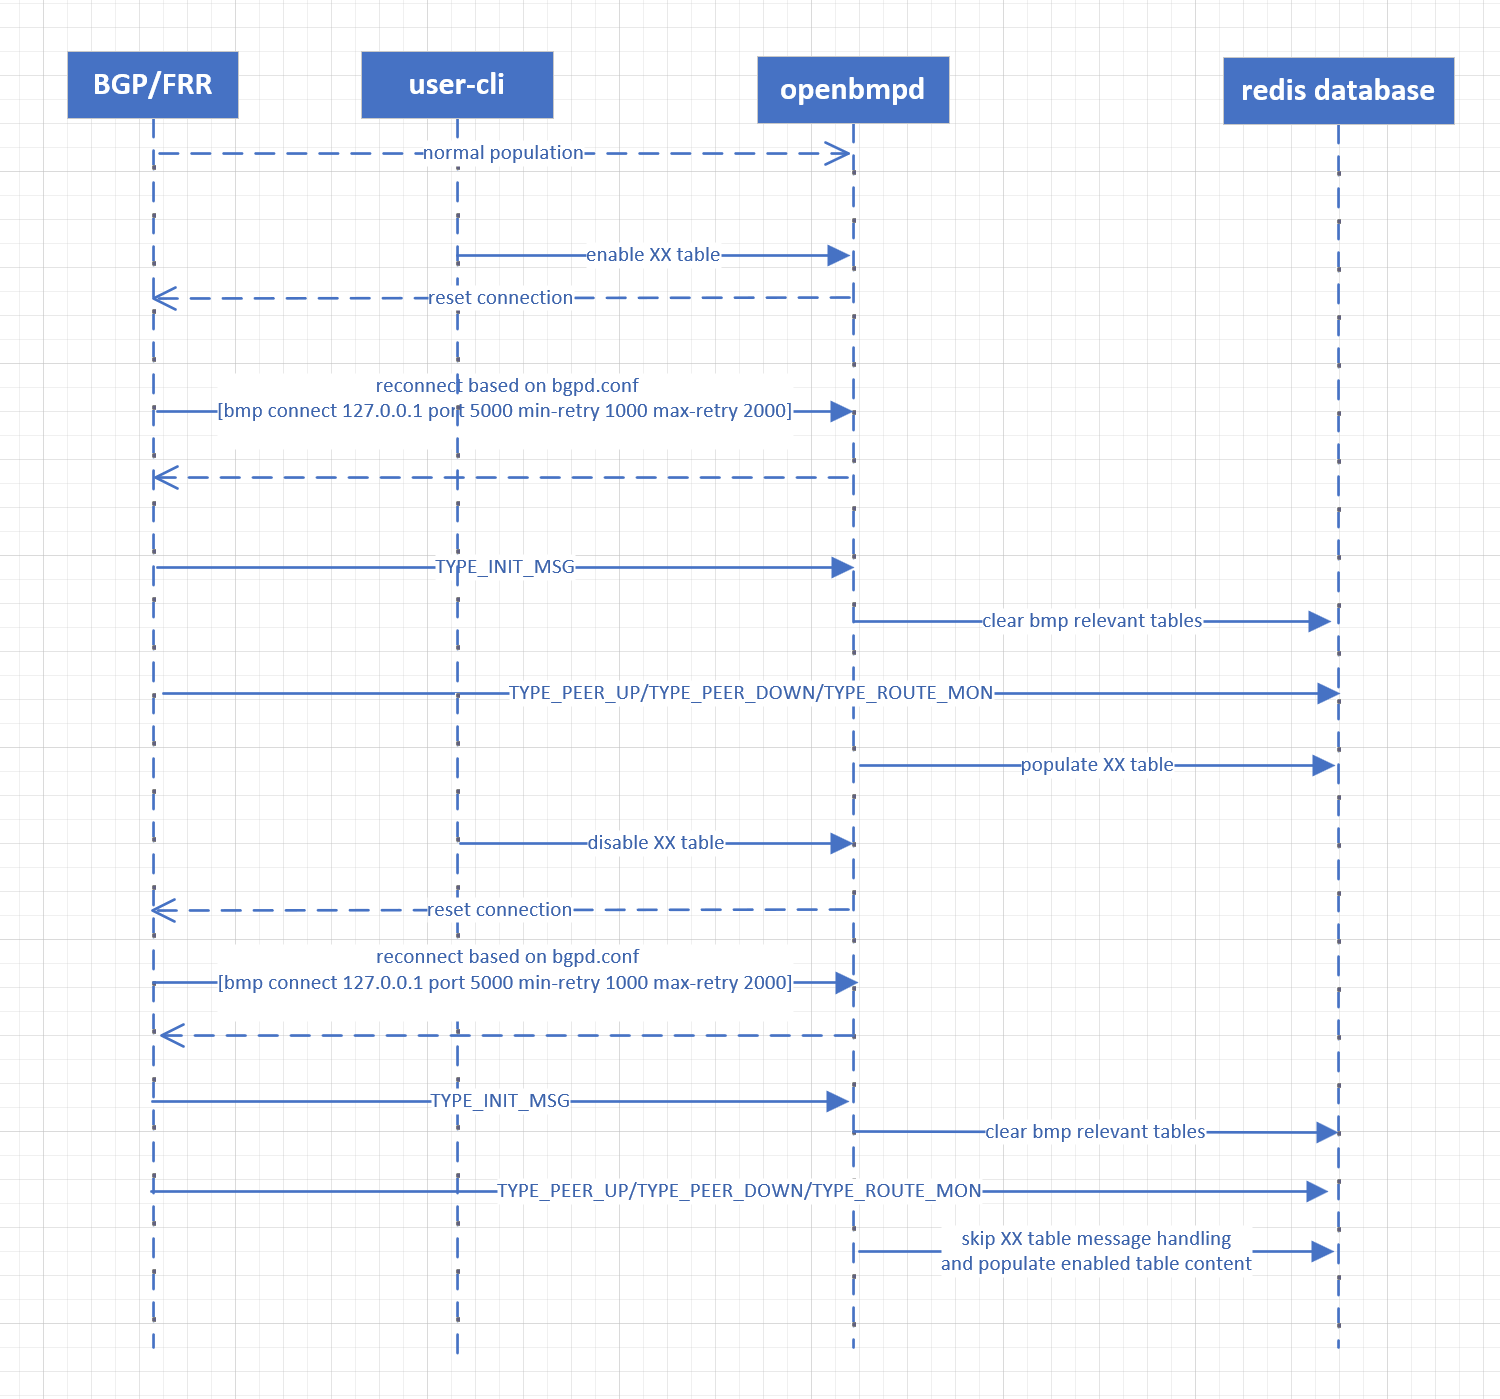 BGP/FRR
user-cli
openbmpd
redis database
normal population
enable XX table
reset connection
reconnect based on bgpd.conf
[bmp connect 127.0.0.1 port 5000 min-retry 1000 max-retry 2000]
TYPE_INIT_MSG
clear bmp relevant tables
TYPE_PEER_UP/TYPE_PEER_DOWN/TYPE_ROUTE_MON
populate XX table
disable XX table
reset connection
reconnect based on bgpd.conf
[bmp connect 127.0.0.1 port 5000 min-retry 1000 max-retry 2000]
TYPE_INIT_MSG
clear bmp relevant tables
TYPE_PEER_UP/TYPE_PEER_DOWN/TYPE_ROUTE_MON
skip XX table message handling
and populate enabled table content